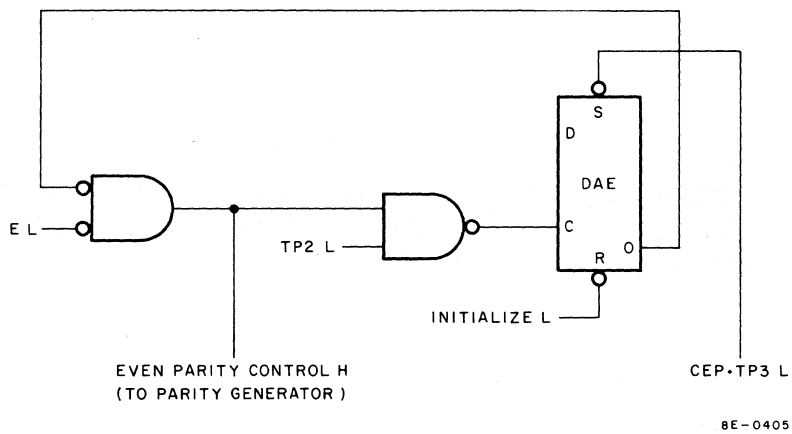 S
D
DAE
E L
C
TP2 L
R
O
INITIALIZE L
EVEN PARITY CONTROL H
(TO PARITY GENERATOR)
CEP•TP3 L
8E-0405